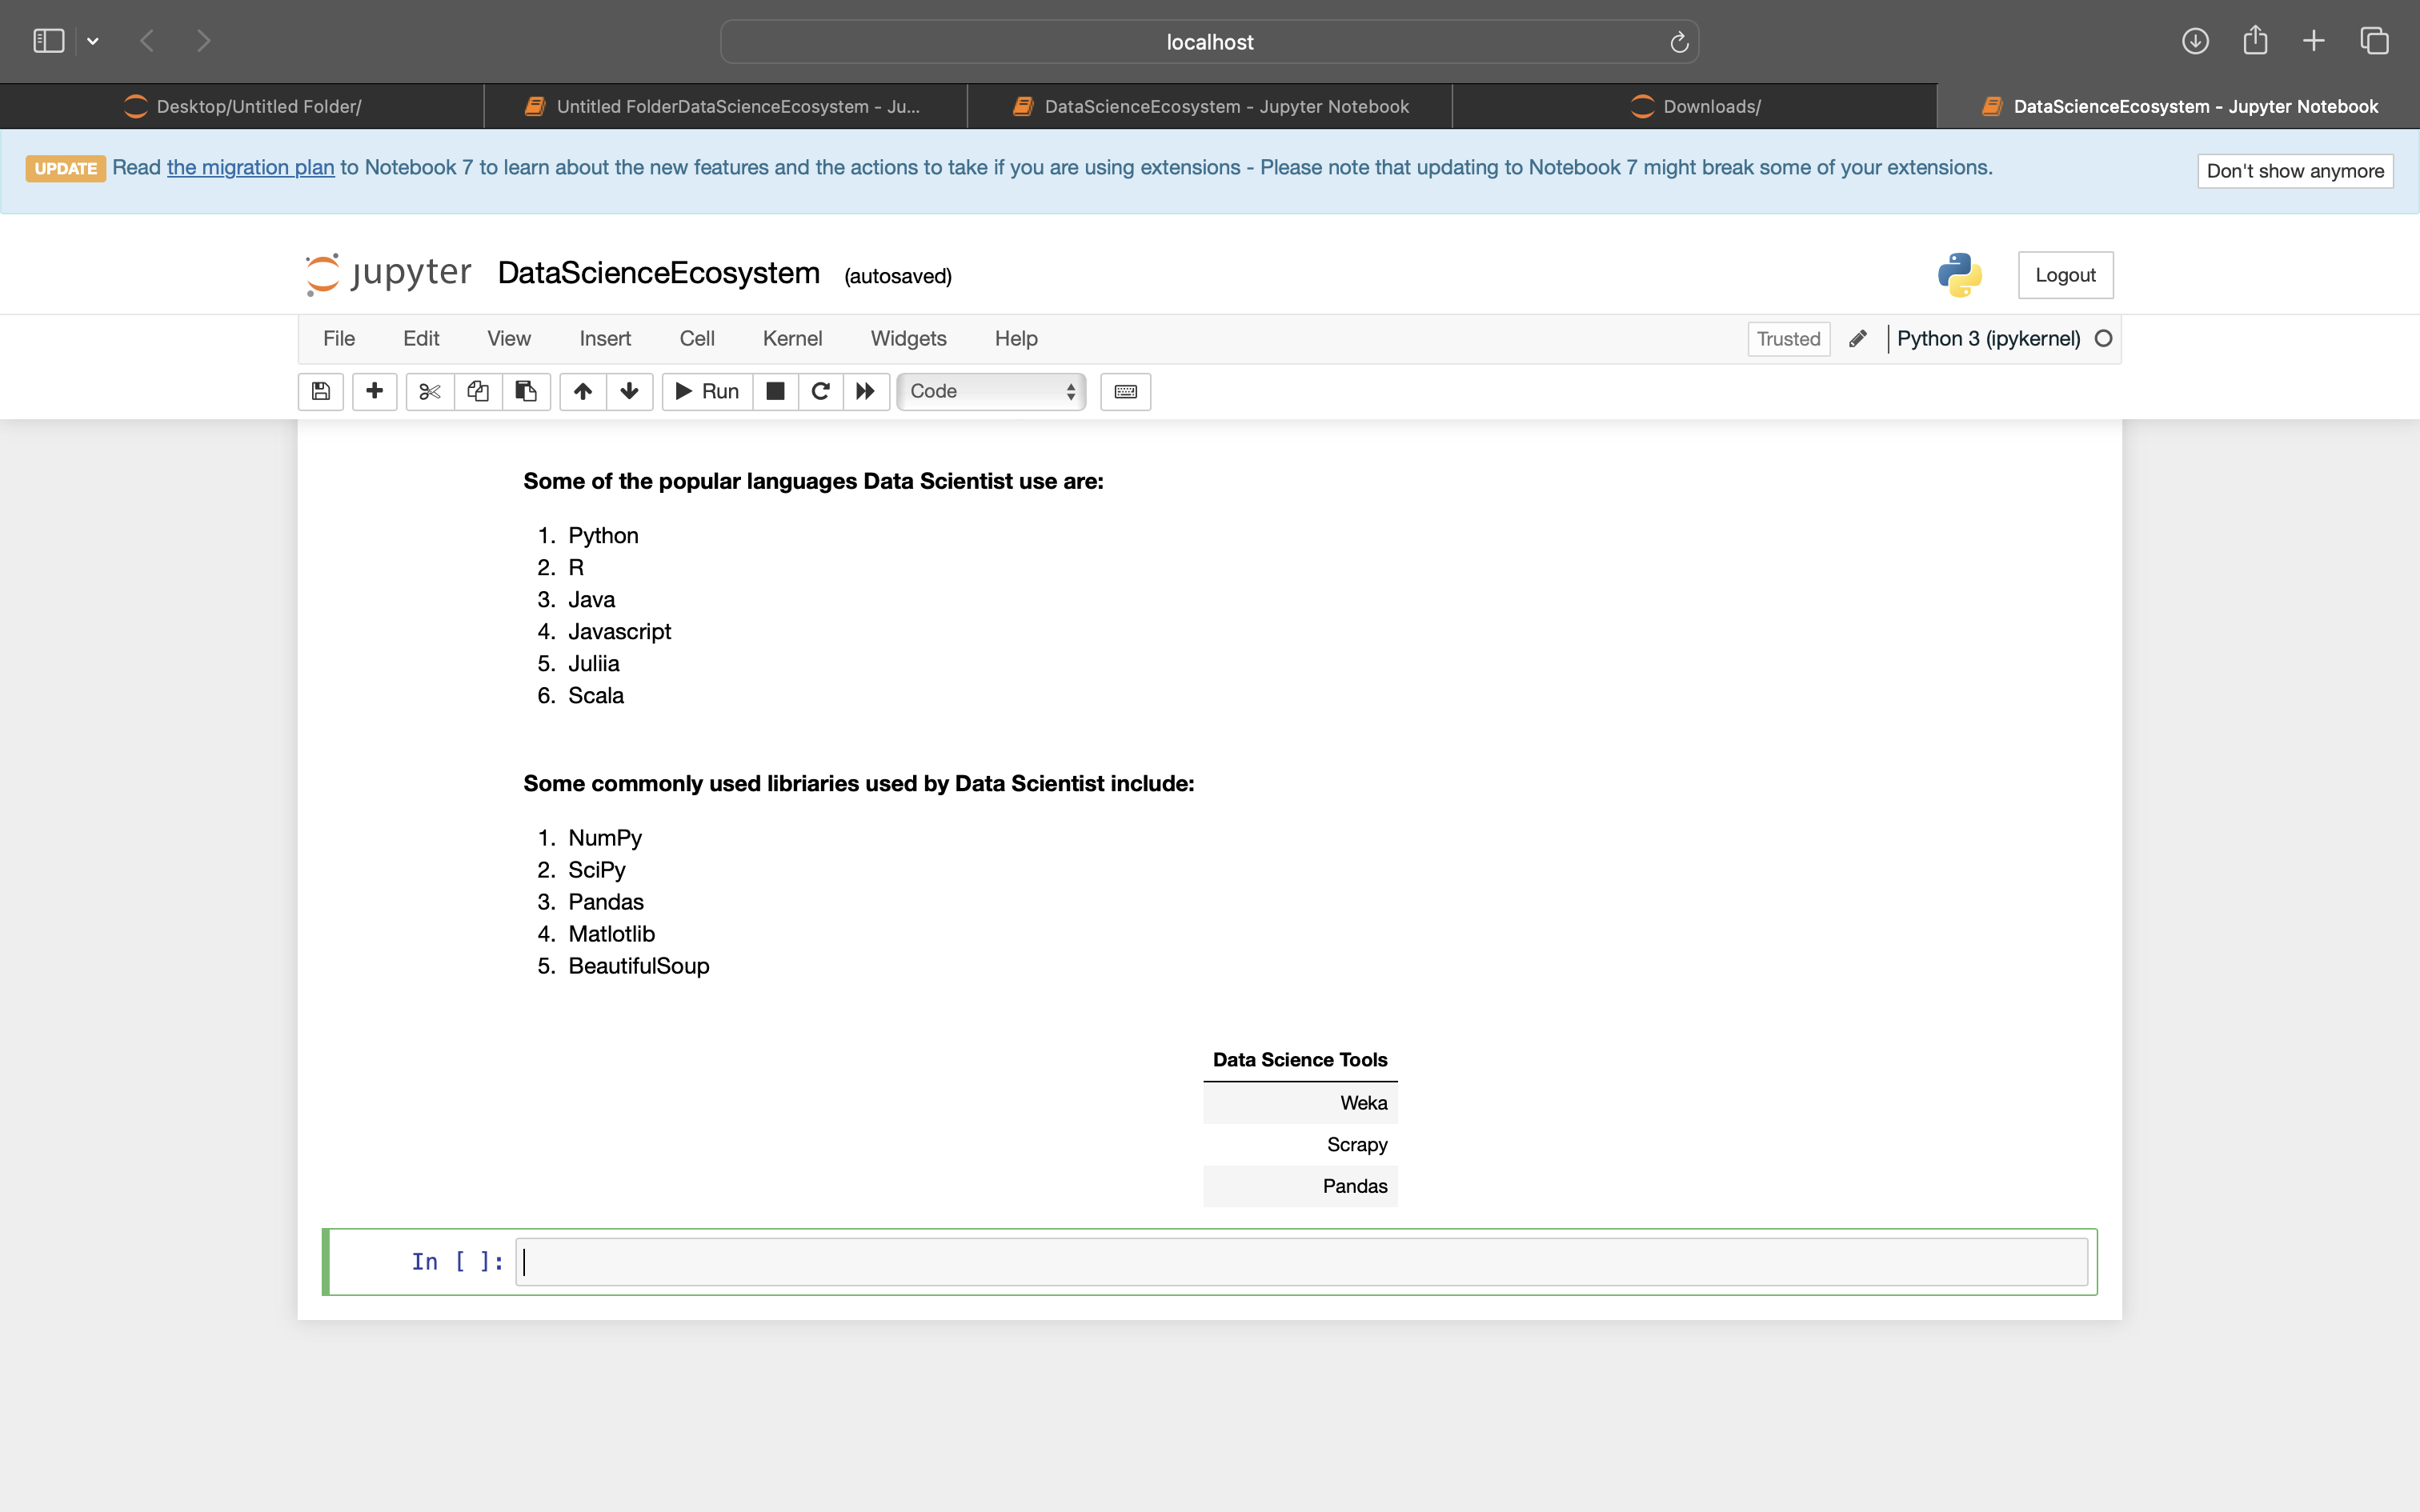 localhost
Desktop/Untitled Folder/
Untitled FolderDataScienceEcosystem - Ju...
DataScienceEcosystem - Jupyter Notebook
Downloads/
DataScienceEcosystem - Jupyter Notebook
UPDATE Read the migration plan to Notebook 7 to learn about the new features and the actions to take if you are using extensions - Please note that updating to Notebook 7 might break some of your extensions.
Don't show anymore
jupyter DataScienceEcosystem (autosaved)
Logout
File Edit View Insert Cell Kernel Widgets Help
Trusted
Python 3 (ipykernel)
Run
Code
Some of the popular languages Data Scientist use are:
1. Python
2. R
3. Java
4. Javascript
5. Juliia
6. Scala
Some commonly used libriaries used by Data Scientist include:
1. NumPy
2. SciPy
3. Pandas
4. Matlotlib
5. BeautifulSoup
Data Science Tools
Weka
Scrapy
Pandas
In [ ]: